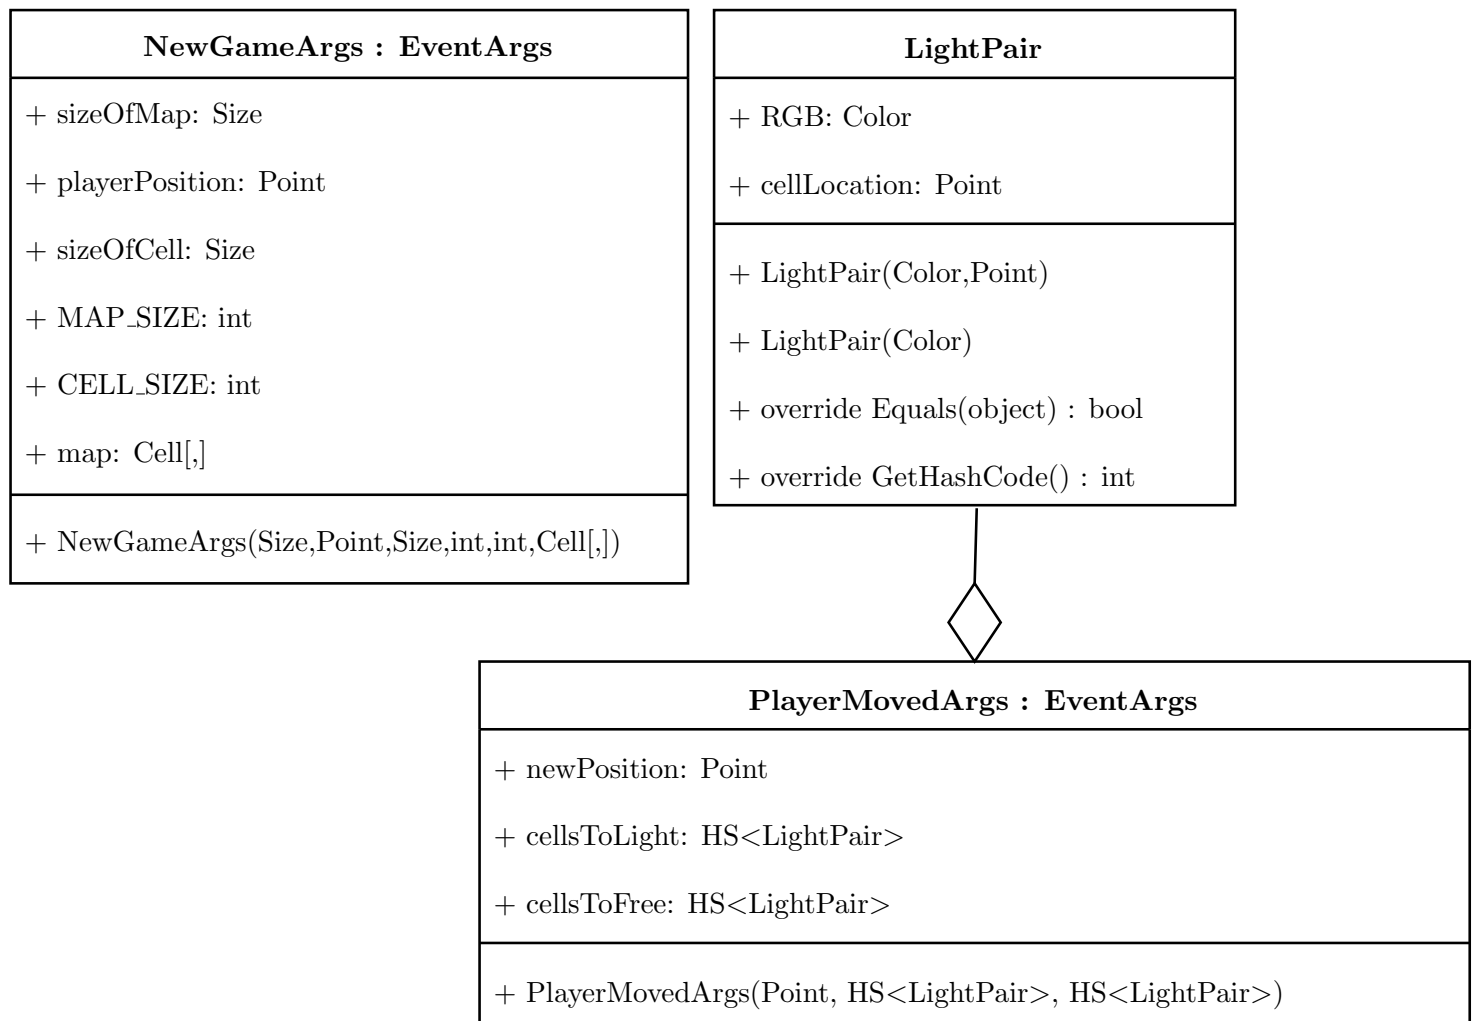 NewGameArgs : EventArgs
+ sizeOfMap: Size
+ playerPosition: Point
+ sizeOfCell: Size
+ MAP_SIZE: int
+ CELL_SIZE: int
+ map: Cell[,]
+ NewGameArgs(Size,Point,Size,int,int,Cell[,])
LightPair
+ RGB: Color
+ cellLocation: Point
+ LightPair(Color,Point)
+ LightPair(Color)
+ override Equals(object) : bool
+ override GetHashCode() : int
PlayerMovedArgs : EventArgs
+ newPosition: Point
+ cellsToLight: HS<LightPair>
+ cellsToFree: HS<LightPair>
+ PlayerMovedArgs(Point, HS<LightPair>, HS<LightPair>)